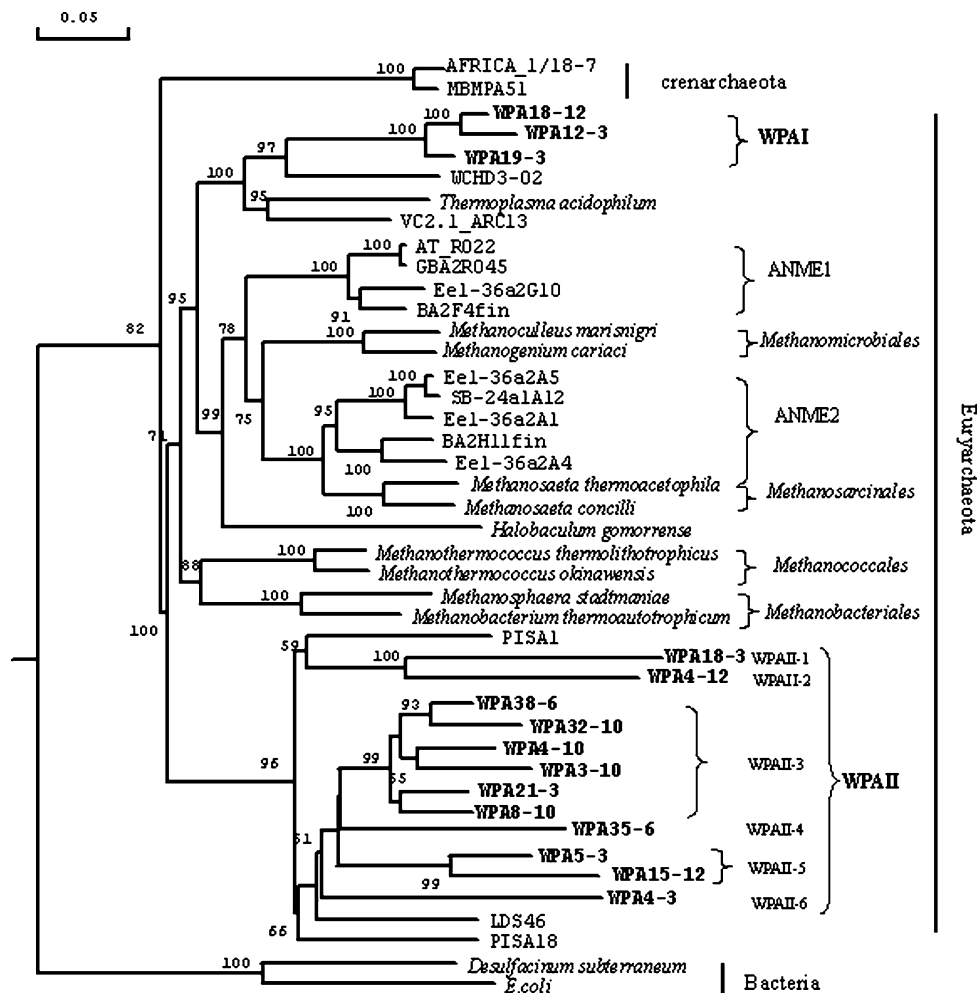 0.05
100 AFRICA_1/18-7
MBMPA51
crenarchaeota
100 WPA18-12
100 WPA12-3
WPAI
97 WPA19-3
100 WCHD3-02
95 Thermoplasma acidophilum
VC2.1_ARC13
100 AT_R022
100 GBA2R045
ANME1
Eel-36a2G10
95
91 BA2F4fin
82 78 100 Methanoculleus marisnigri
Methanomicrobiales
Methanogenium cariaci
100 Eel-36a2A5
100 SB-24a1A12
99 75 95 Eel-36a2A1
ANME2
71 BA2H11fin
100 100 Eel-36a2A4
Methanosaeta thermoacetophila
Methanosarcinales
100 Methanosaeta concilli
Halobaculum gomorrense
100 Methanothermococcus thermolithotrophicus
88 Methanothermococcus okinawensis
Methanococcales
100 Methanosphaera stadtmaniae
Methanobacterium thermoautotrophicum
Methanobacteriales
Euryarchaeota
100 59 PISA1
100 WPA18-3 WPAII-1
WPA4-12 WPAII-2
93 WPA38-6
WPA32-10
99 WPA4-10
96 WPA3-10 WPAII-3
55 WPA21-3
WPAII
WPA8-10
51 WPA35-6 WPAII-4
WPA5-3
99 WPA15-12 WPAII-5
WPA4-3 WPAII-6
LDS46
66 PISA18
100 Desulfacinum subterraneum
E.coli
Bacteria